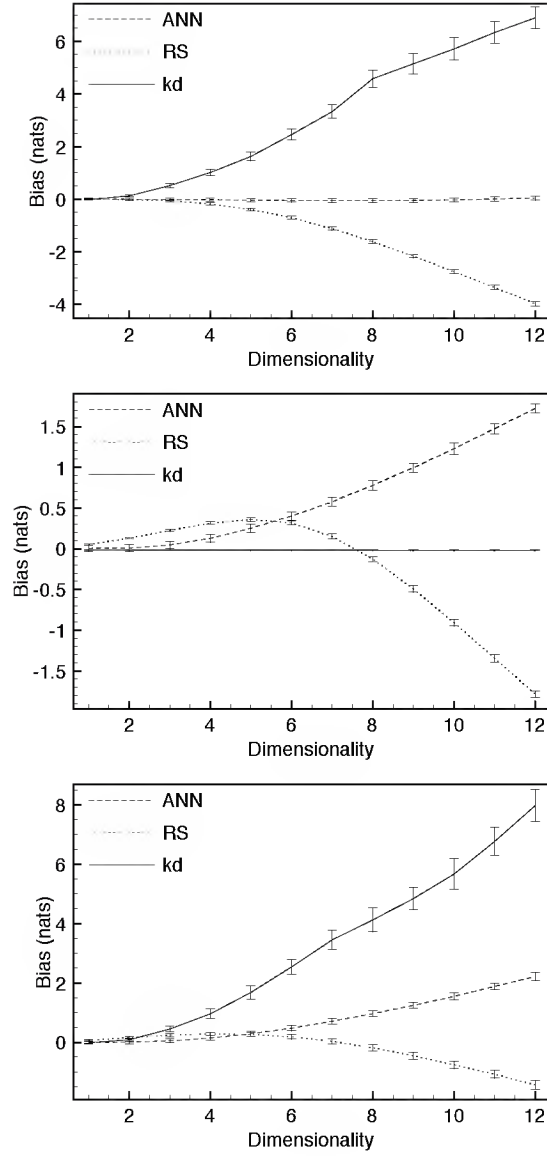 ANN
RS
kd
Bias (nats)
6
4
2
0
-2
-4
2 4 6 8 10 12
Dimensionality
ANN
RS
kd
Bias (nats)
1.5
1
0.5
0
-0.5
-1
-1.5
2 4 6 8 10 12
Dimensionality
ANN
RS
kd
Bias (nats)
8
6
4
2
0
2 4 6 8 10 12
Dimensionality